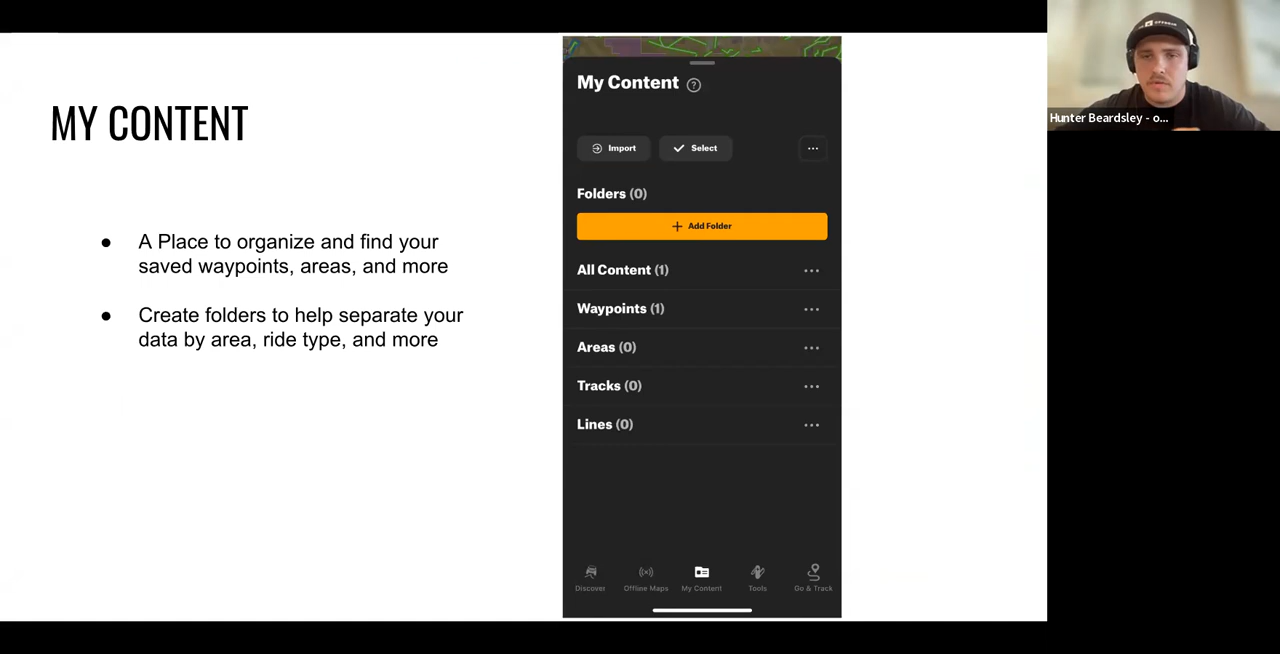 MY CONTENT
● A Place to organize and find your
saved waypoints, areas, and more
● Create folders to help separate your
data by area, ride type, and more
My Content ?
Import Select ...
Folders (0)
+ Add Folder
All Content (1) ...
Waypoints (1) ...
Areas (0) ...
Tracks (0) ...
Lines (0) ...
Discover Offline Maps My Content Tools Go & Track
Hunter Beardsley - o...